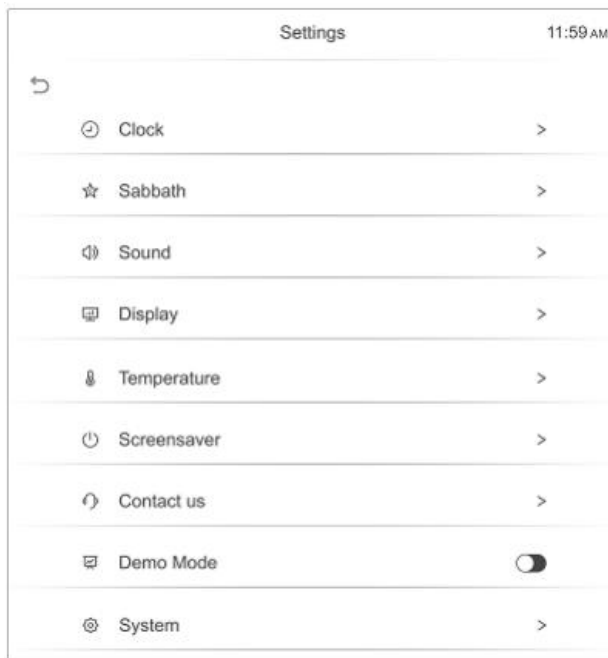 Settings 11:59 AM
Clock >
Sabbath >
Sound >
Display >
Temperature >
Screensaver >
Contact us >
Demo Mode
System >